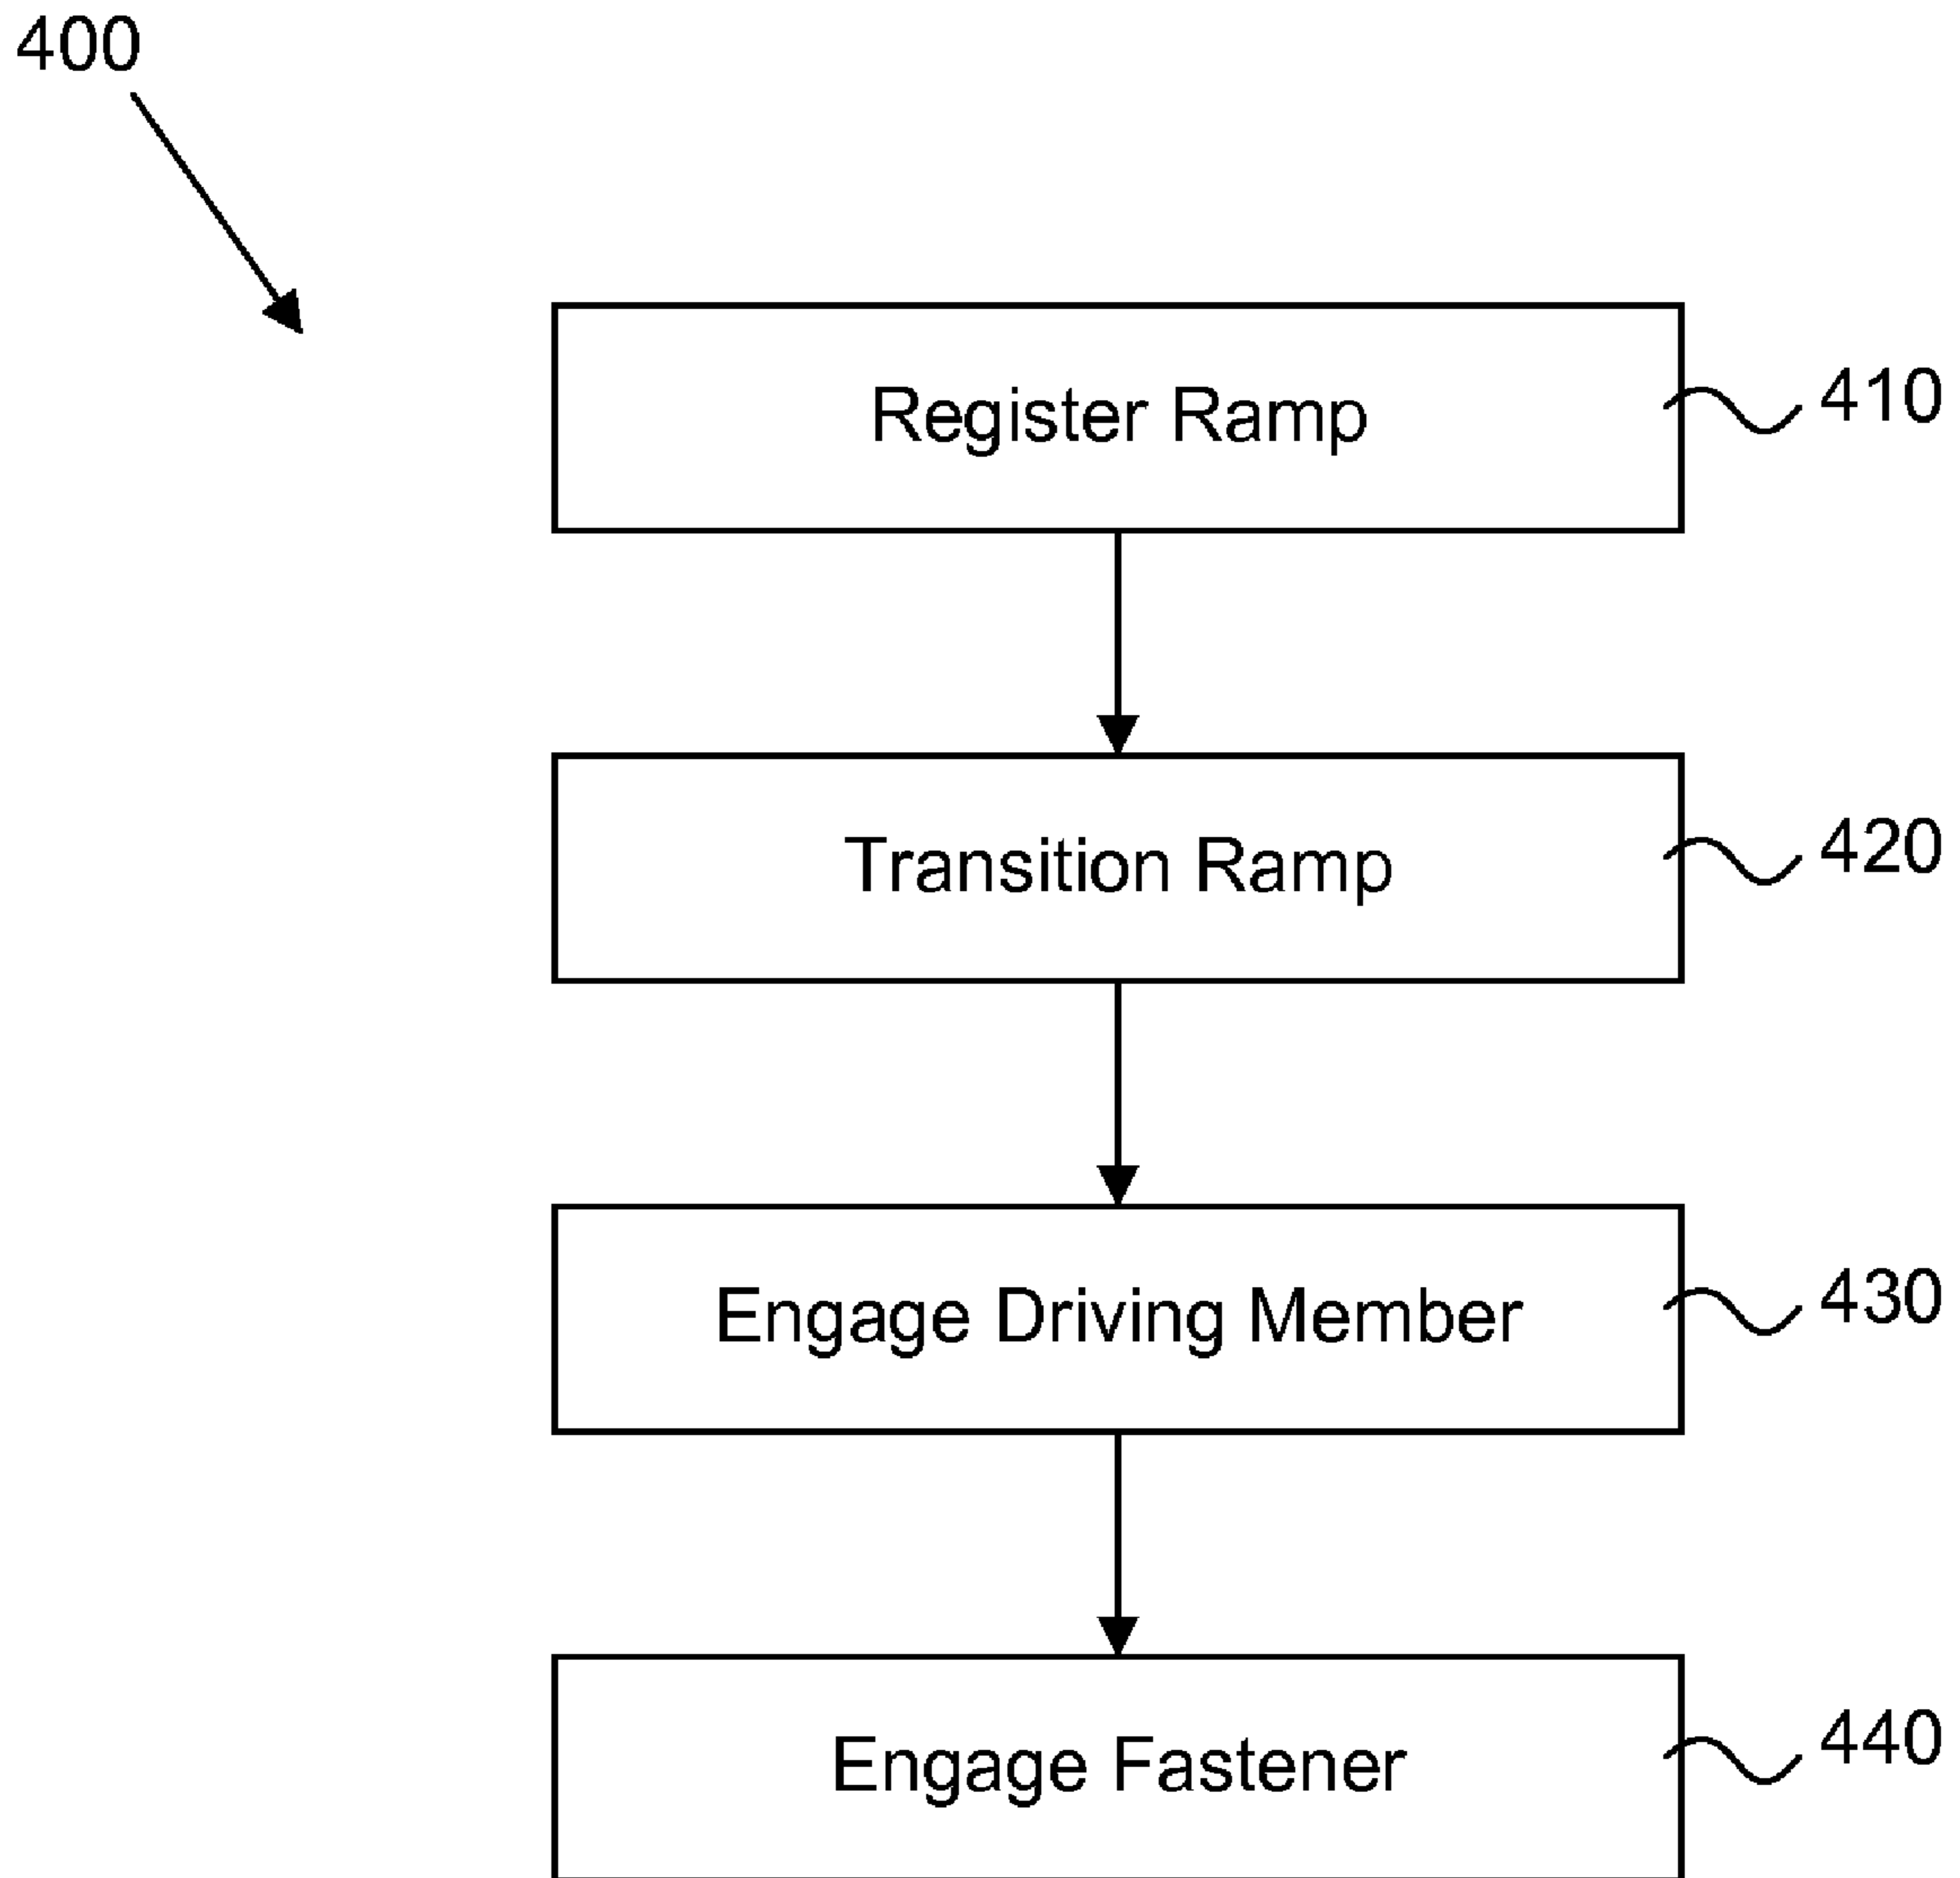 400
Register Ramp
410
Transition Ramp
420
Engage Driving Member
430
Engage Fastener
440